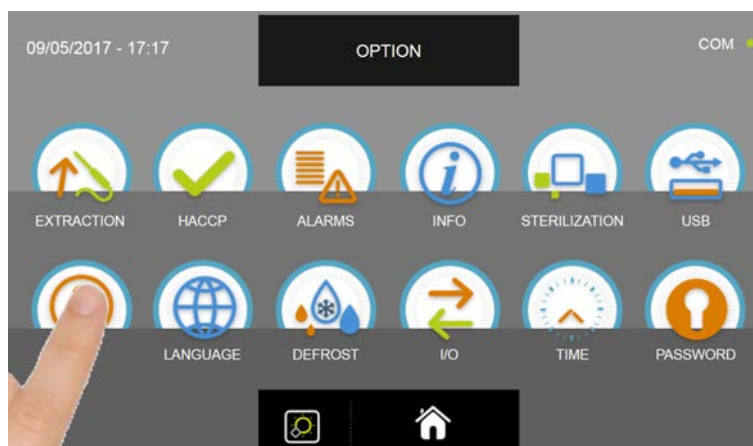 09/05/2017 - 17:17
OPTION
COM
EXTRACTION
HACCP
ALARMS
INFO
STERILIZATION
USB
LANGUAGE
DEFROST
I/O
TIME
PASSWORD